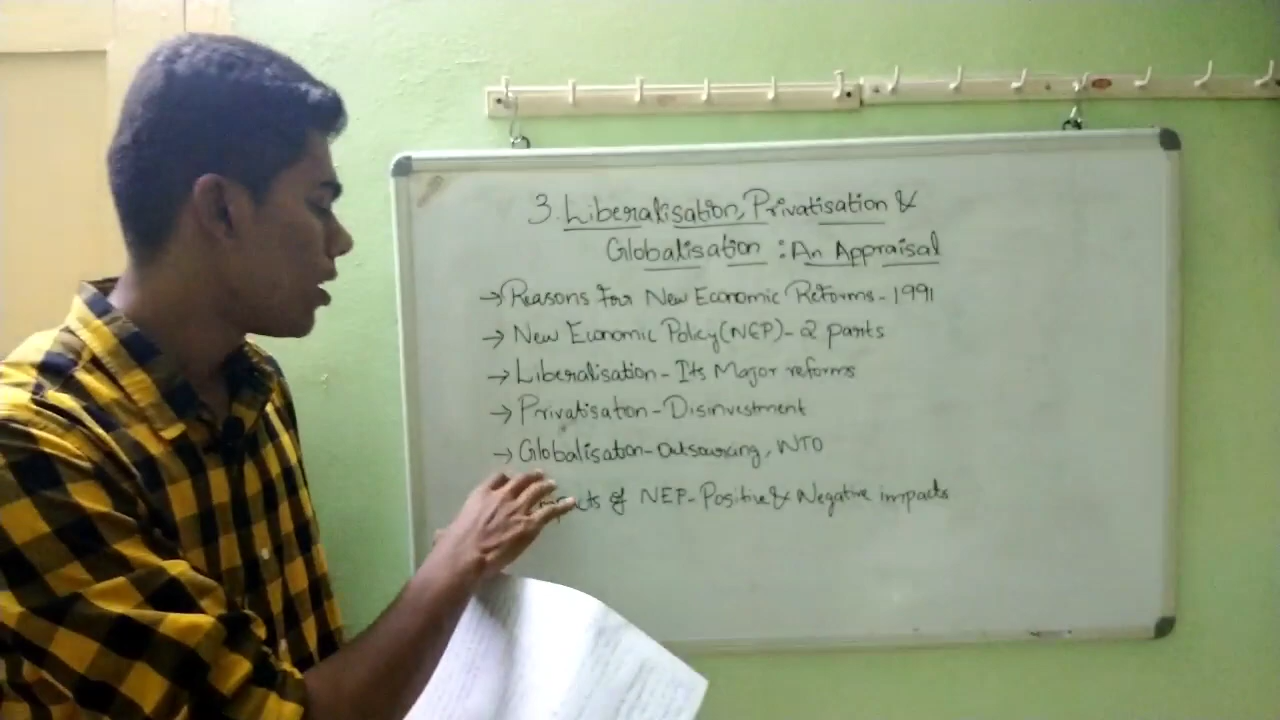 3. Liberalisation, Privatisation &
Globalisation : An Appraisal
→ Reasons for New Economic Reforms - 1991
→ New Economic Policy (NEP) - 2 parts
→ Liberalisation - Its Major reforms
→ Privatisaton - Disinvestment
→ Globalisation - Outsourcing, WTO
of NEP - Positive & Negative impacts